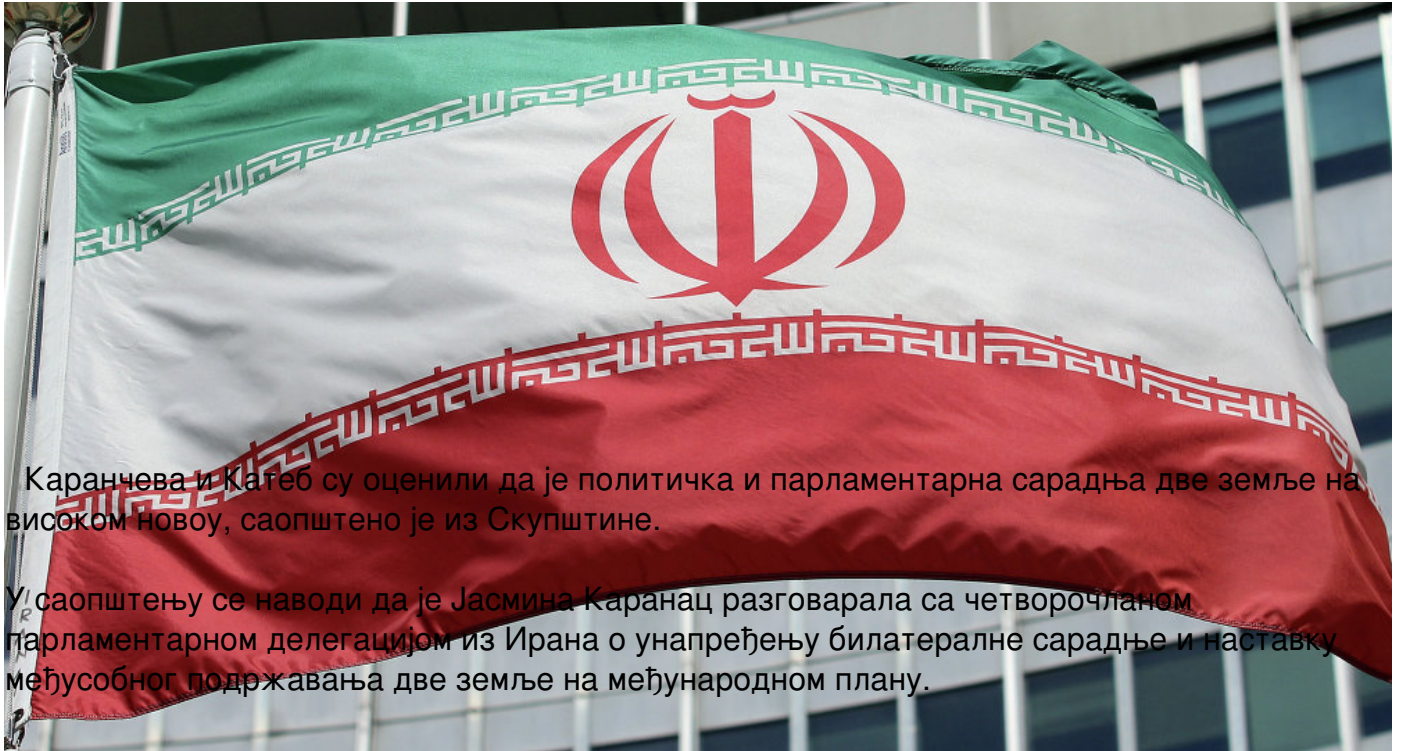 Каранчева и Катеб су оценили да је политичка и парламентарна сарадња две земље на
високом новоу, саопштено је из Скупштине.
У саопштењу се наводи да је Јасмина Каранац разговарала са четворочланом
парламентарном делегацијом из Ирана о унапређењу билатералне сарадње и наставку
међусобног подржавања две земље на међународном плану.